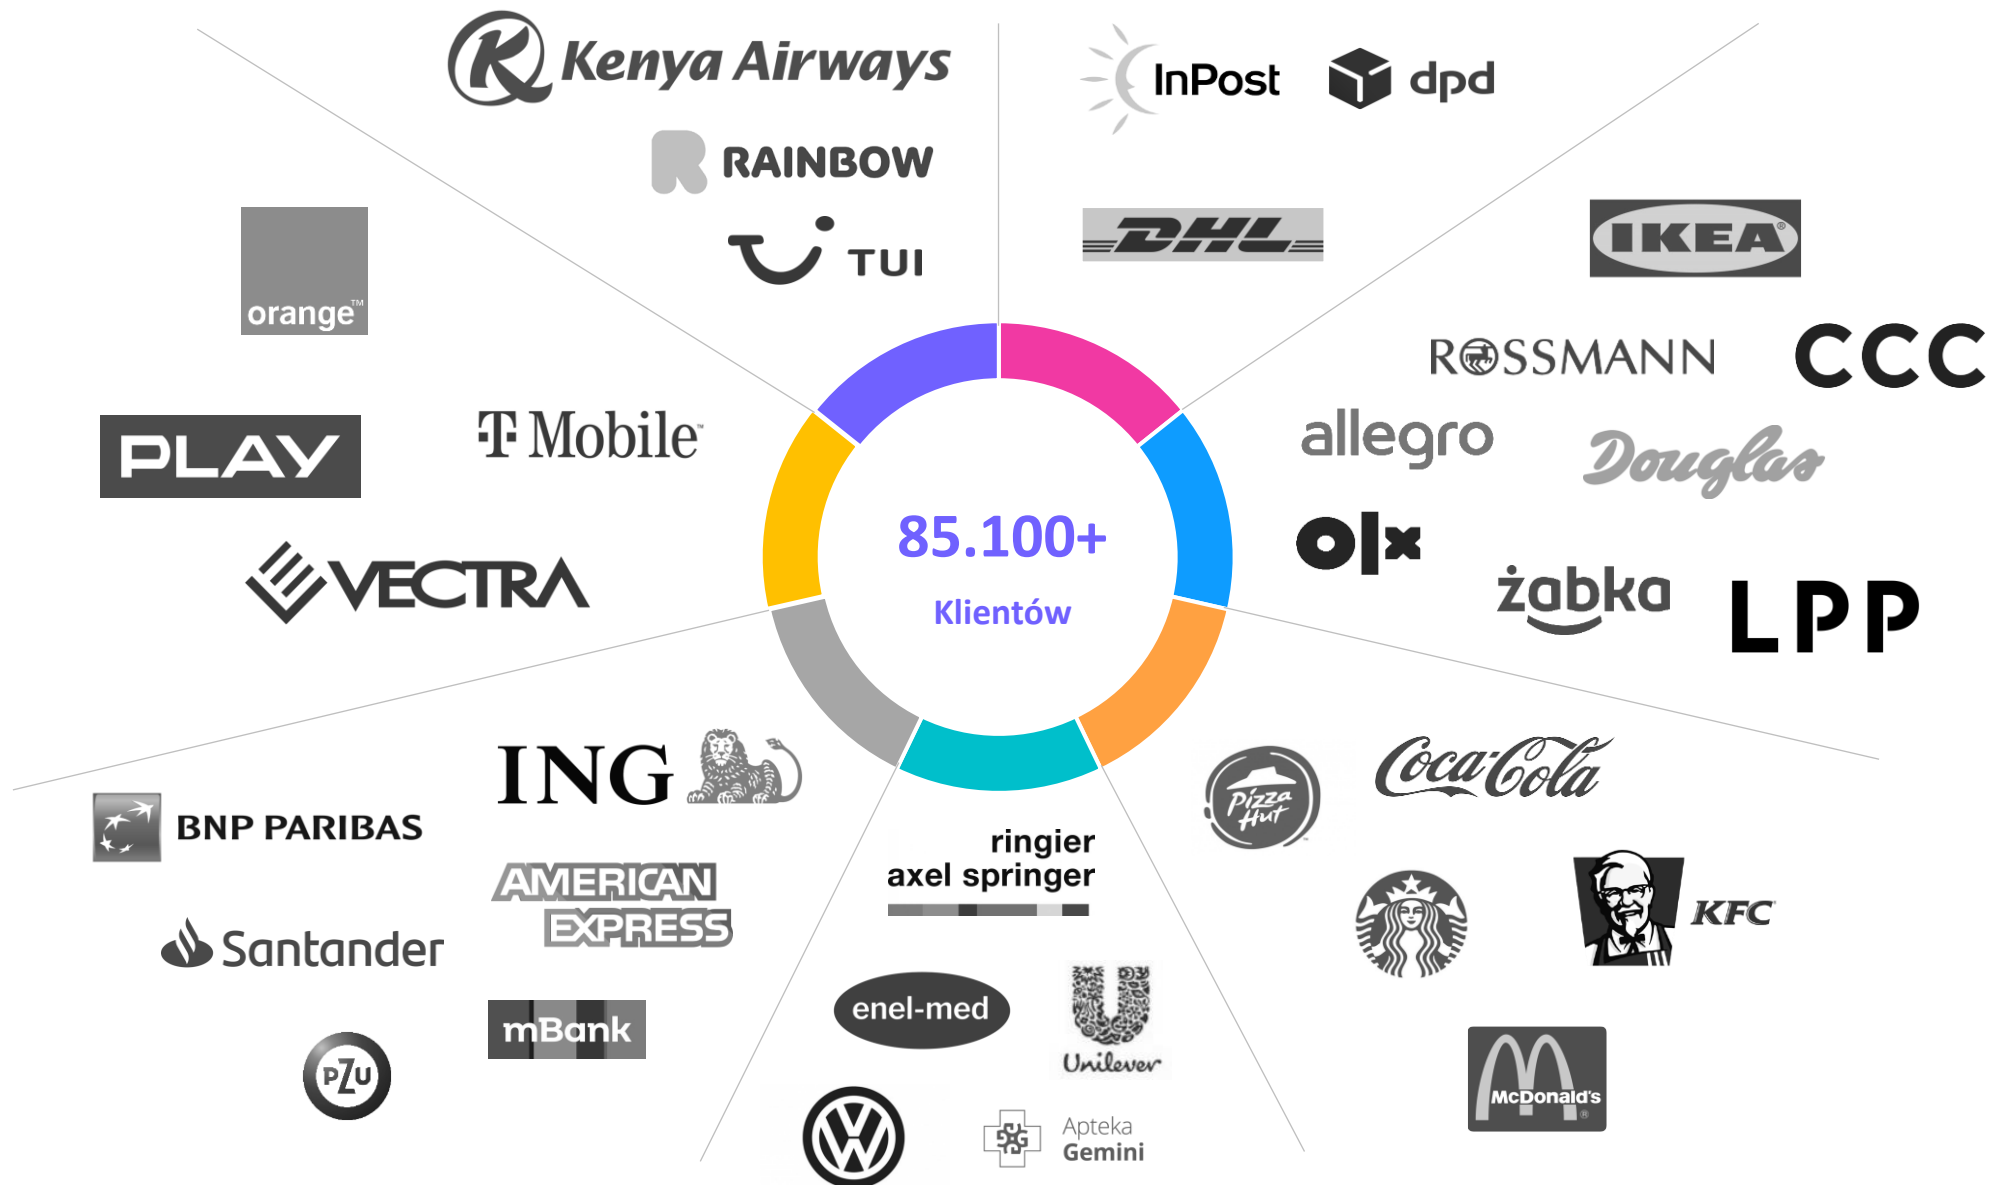 Kenya Airways
RAINBOW
TUI
InPost
dpd
DHL
orange™
PLAY
T Mobile™
VECTRA
IKEA®
ROSSMANN
CCC
allegro
Douglas
olx
żabka
LPP
85.100+
Klientów
ING
BNP PARIBAS
AMERICAN
EXPRESS
Santander
mBank
PZU
ringier
axel springer
enel-med
Unilever
VW
Apteka
Gemini
Pizza
Hut
Coca-Cola
KFC
McDonald's
®